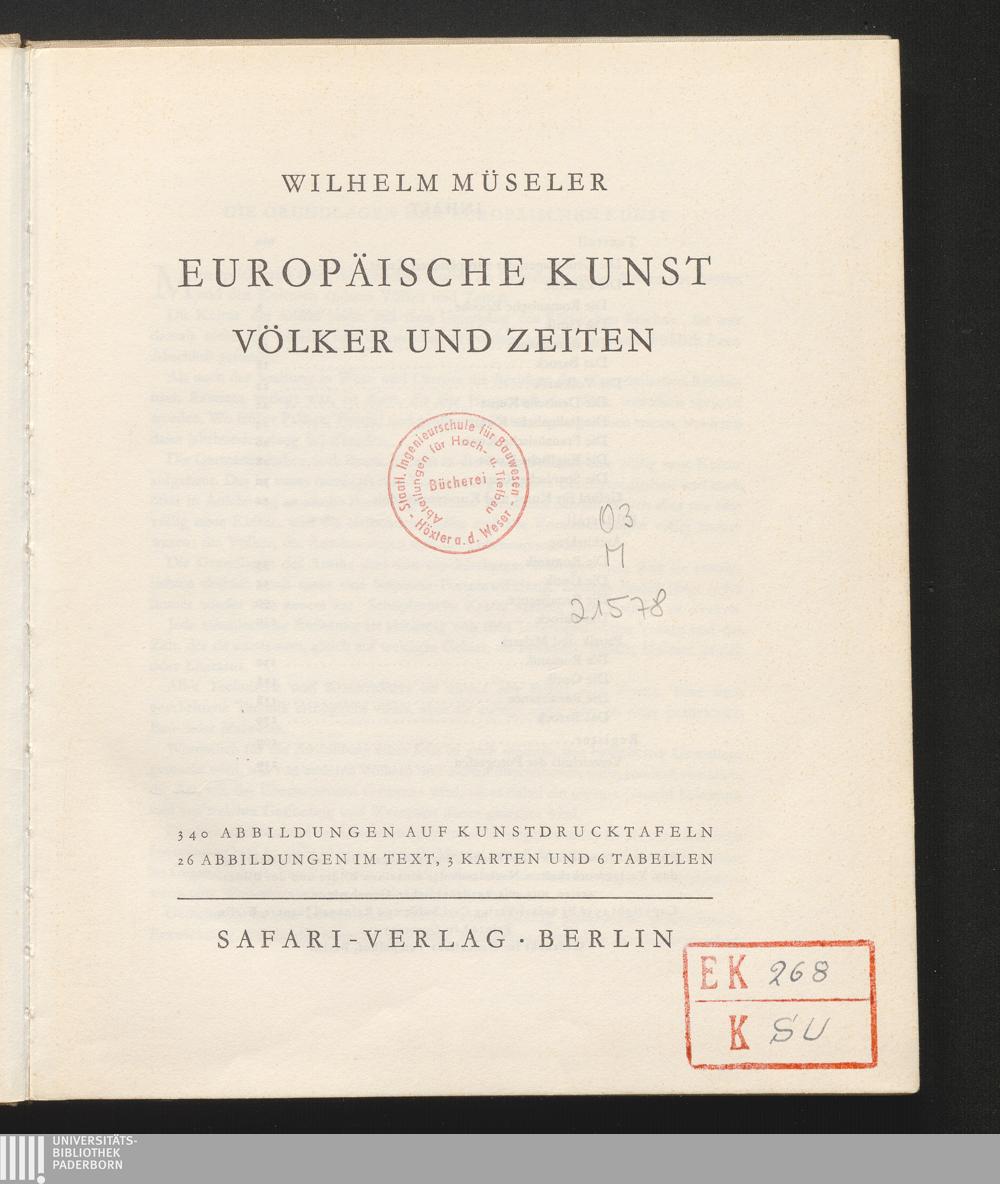 WILHELM MÜSELER
EUROPÄISCHE KUNST
VÖLKER UND ZEITEN
Staatl. Ingenieurschule für Bauwesen
Abteilungen für Hoch- u. Tiefbau
Bücherei
- Höxter a. d. Weser -
03
M
21578
340 ABBILDUNGEN AUF KUNSTDRUCKTAFELN
26 ABBILDUNGEN IM TEXT, 3 KARTEN UND 6 TABELLEN
SAFARI-VERLAG · BERLIN
EK 268
K SU
UNIVERSITÄTS-
BIBLIOTHEK
PADERBORN